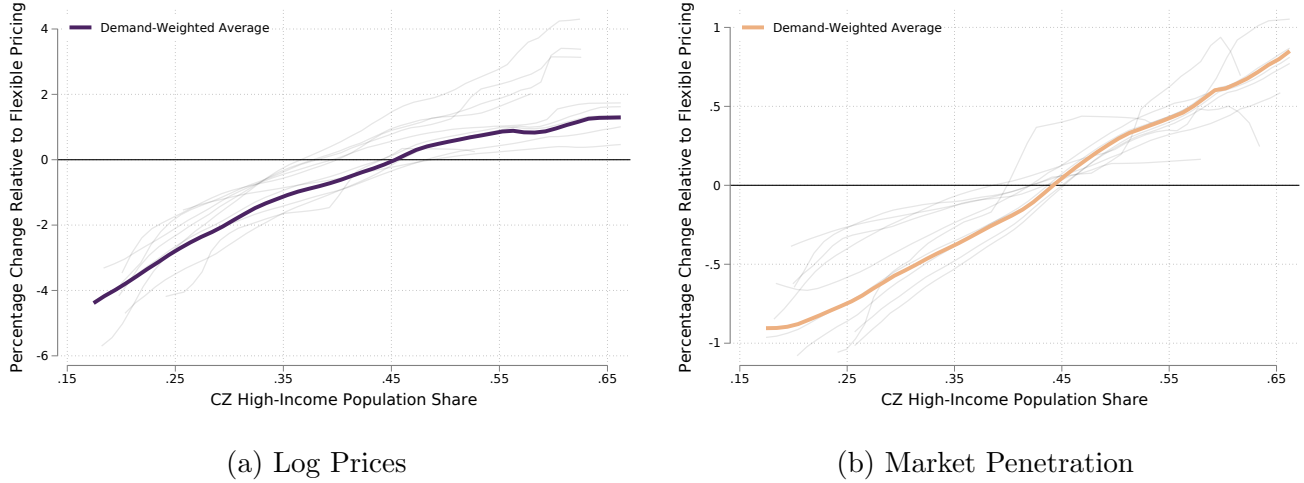 Percentage Change Relative to Flexible Pricing
Demand-Weighted Average
4
2
0
-2
-4
-6
.15 .25 .35 .45 .55 .65
CZ High-Income Population Share
(a) Log Prices
Percentage Change Relative to Flexible Pricing
Demand-Weighted Average
1
.5
0
-.5
-1
.15 .25 .35 .45 .55 .65
CZ High-Income Population Share
(b) Market Penetration